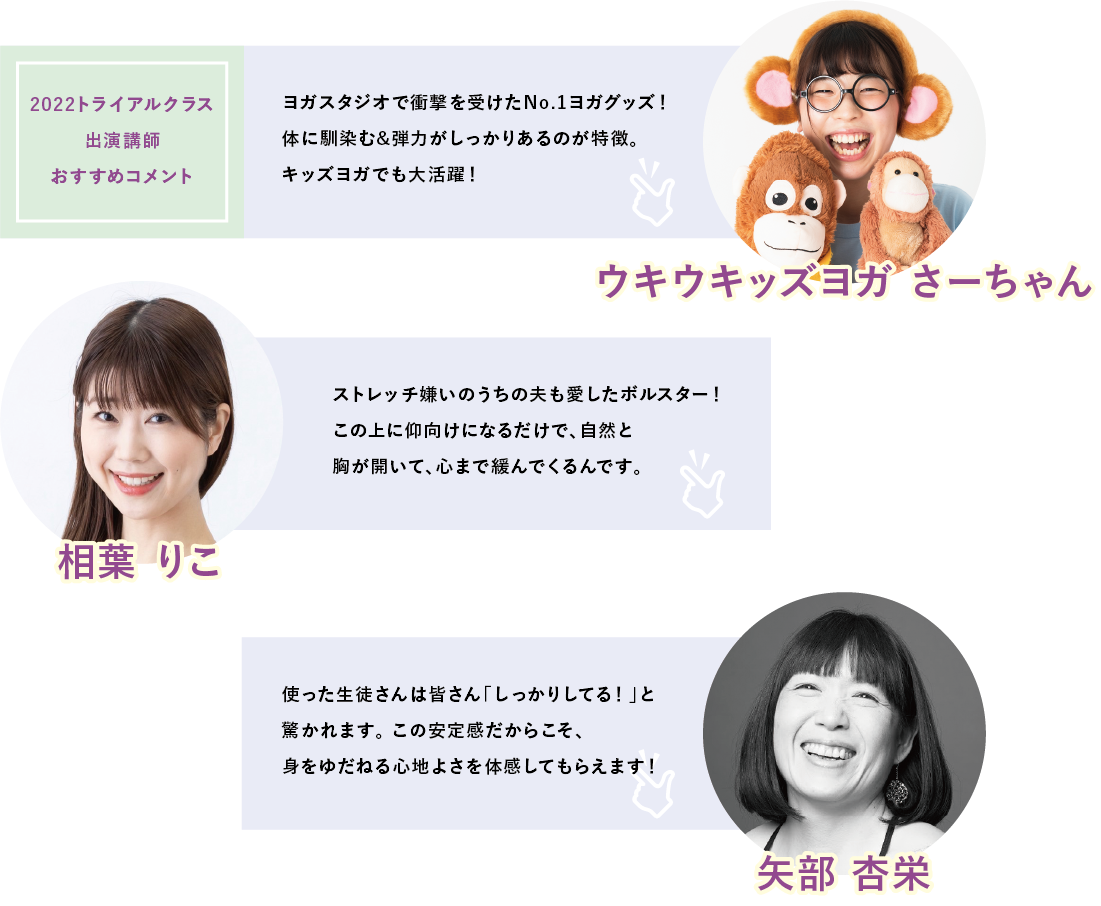 2022トライアルクラス
出演講師
おすすめコメント
ヨガスタジオで衝撃を受けたNo.1ヨガグッズ！
体に馴染む&弾力がしっかりあるのが特徴。
キッズヨガでも大活躍！
ウキウキッズヨガ さーちゃん
ストレッチ嫌いのうちの夫も愛したボルスター！
この上に仰向けになるだけで、自然と
胸が開いて、心まで緩んでくるんです。
相葉 りこ
使った生徒さんは皆さん「しっかりしてる！」と
驚かれます。この安定感だからこそ、
身をゆだねる心地よさを体感してもらえます！
矢部 杏栄